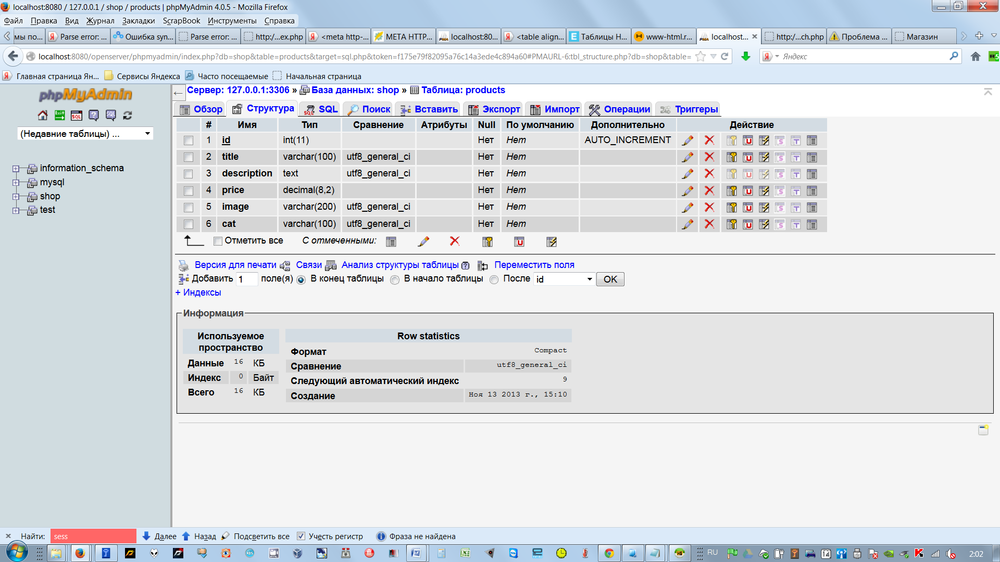 localhost:8080 / 127.0.0.1 / shop / products | phpMyAdmin 4.0.5 - Mozilla Firefox
Файл Правка Вид Журнал Закладки ScrapBook Инструменты Справка
мы по... Parse error: ... Ошибка syn... Parse error: ... http:/...ex.php <meta http-... META HTTP... localhost:80... <table align... Таблицы H... www-html.r... localhost... http:/...ch.php Проблема ... Магазин
localhost:8080/openserver/phpmyadmin/index.php?db=shop&table=products&target=sql.php&token=f175e79f82095a76c14a3ede4c894a60#PMAURL-6:tbl_structure.php?db=shop&table= Яндекс
Главная страница Ян... Сервисы Яндекса Часто посещаемые Начальная страница
phpMyAdmin
(Недавние таблицы) ...
information_schema
mysql
shop
test
Сервер: 127.0.0.1:3306 » База данных: shop » Таблица: products
Обзор Структура SQL Поиск Вставить Экспорт Импорт Операции Триггеры
# Имя Тип Сравнение Атрибуты Null По умолчанию Дополнительно Действие
1 id int(11) Нет Нет AUTO_INCREMENT
2 title varchar(100) utf8_general_ci Нет Нет
3 description text utf8_general_ci Нет Нет
4 price decimal(8,2) Нет Нет
5 image varchar(200) utf8_general_ci Нет Нет
6 cat varchar(100) utf8_general_ci Нет Нет
Отметить все С отмеченными:
Версия для печати Связи Анализ структуры таблицы Переместить поля
Добавить 1 поле(я) В конец таблицы В начало таблицы После id OK
+ Индексы
Информация
Используемое пространство
Данные 16 КБ
Индекс 0 Байт
Всего 16 КБ
Row statistics
Формат Compact
Сравнение utf8_general_ci
Следующий автоматический индекс 9
Создание Ноя 13 2013 г., 15:10
× Найти: sess Далее Назад Подсветить все Учесть регистр Фраза не найдена
RU 2:02